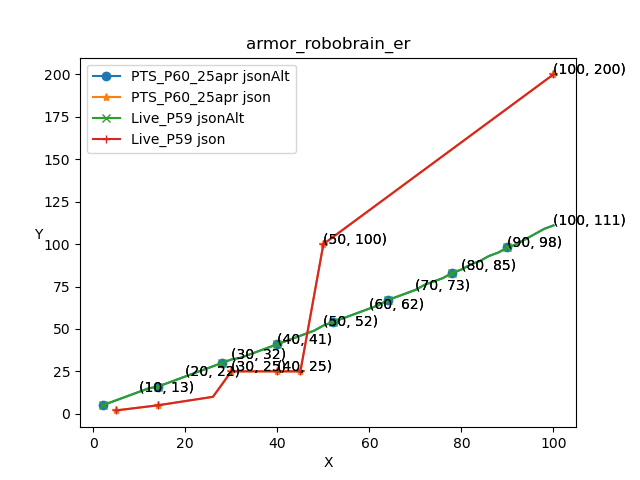 armor_robobrain_er
PTS_P60_25apr jsonAlt
PTS_P60_25apr json
Live_P59 jsonAlt
Live_P59 json
(100, 200)
(50, 100)
(100, 111)
(90, 98)
(80, 85)
(70, 73)
(60, 62)
(50, 52)
(40, 41)
(30, 32)
(30, 25)
(40, 25)
(20, 22)
(10, 13)
200
175
150
125
100
75
50
25
0
Y
0 20 40 60 80 100
X